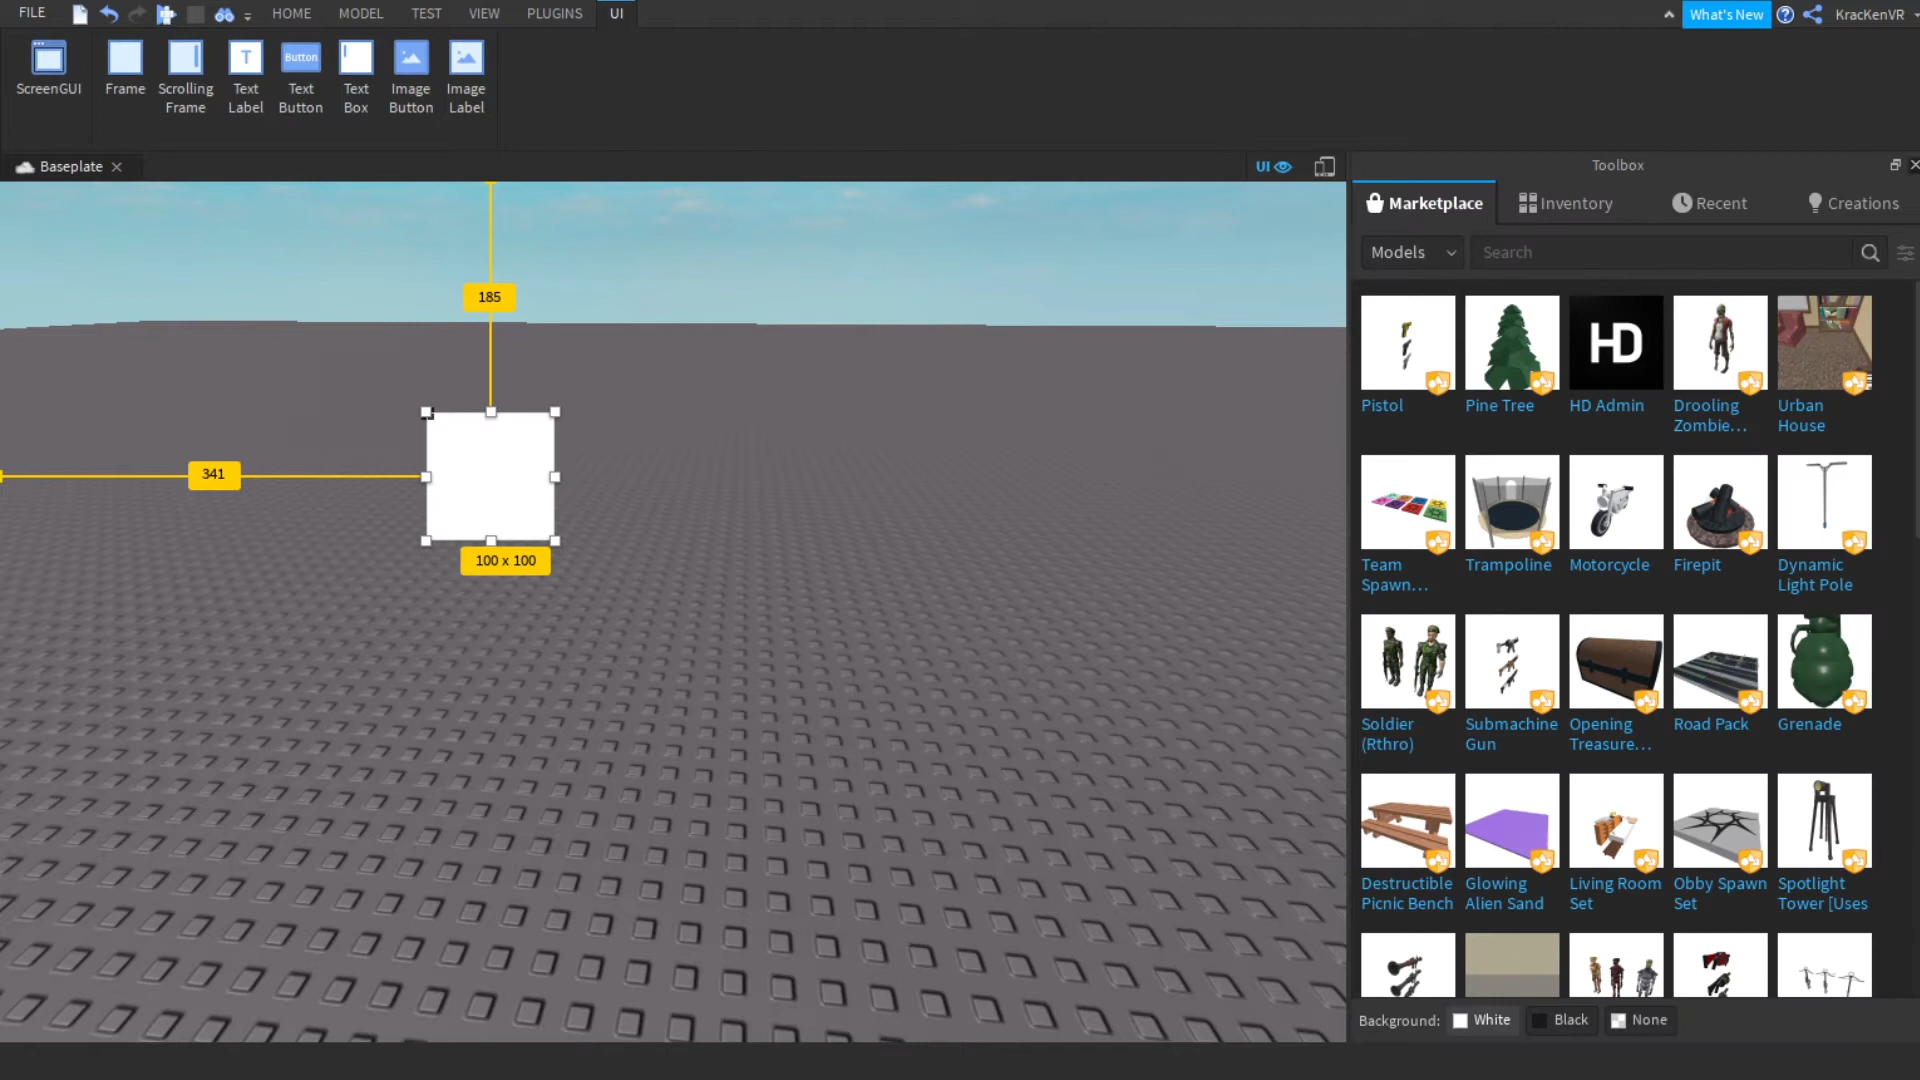 FILE HOME MODEL TEST VIEW PLUGINS UI What's New KracKenVR
ScreenGUI Frame Scrolling Frame Text Label T Button Text Button Text Box Image Button Image Label
Baseplate UI Toolbox
Marketplace Inventory Recent Creations
Models Search
185
341
100 x 100
HD
Pistol Pine Tree HD Admin Drooling Zombie... Urban House
Team Spawn... Trampoline Motorcycle Firepit Dynamic Light Pole
Soldier (Rthro) Submachine Gun Opening Treasure... Road Pack Grenade
Destructible Picnic Bench Glowing Alien Sand Living Room Set Obby Spawn Set Spotlight Tower [Uses
Background: White Black None